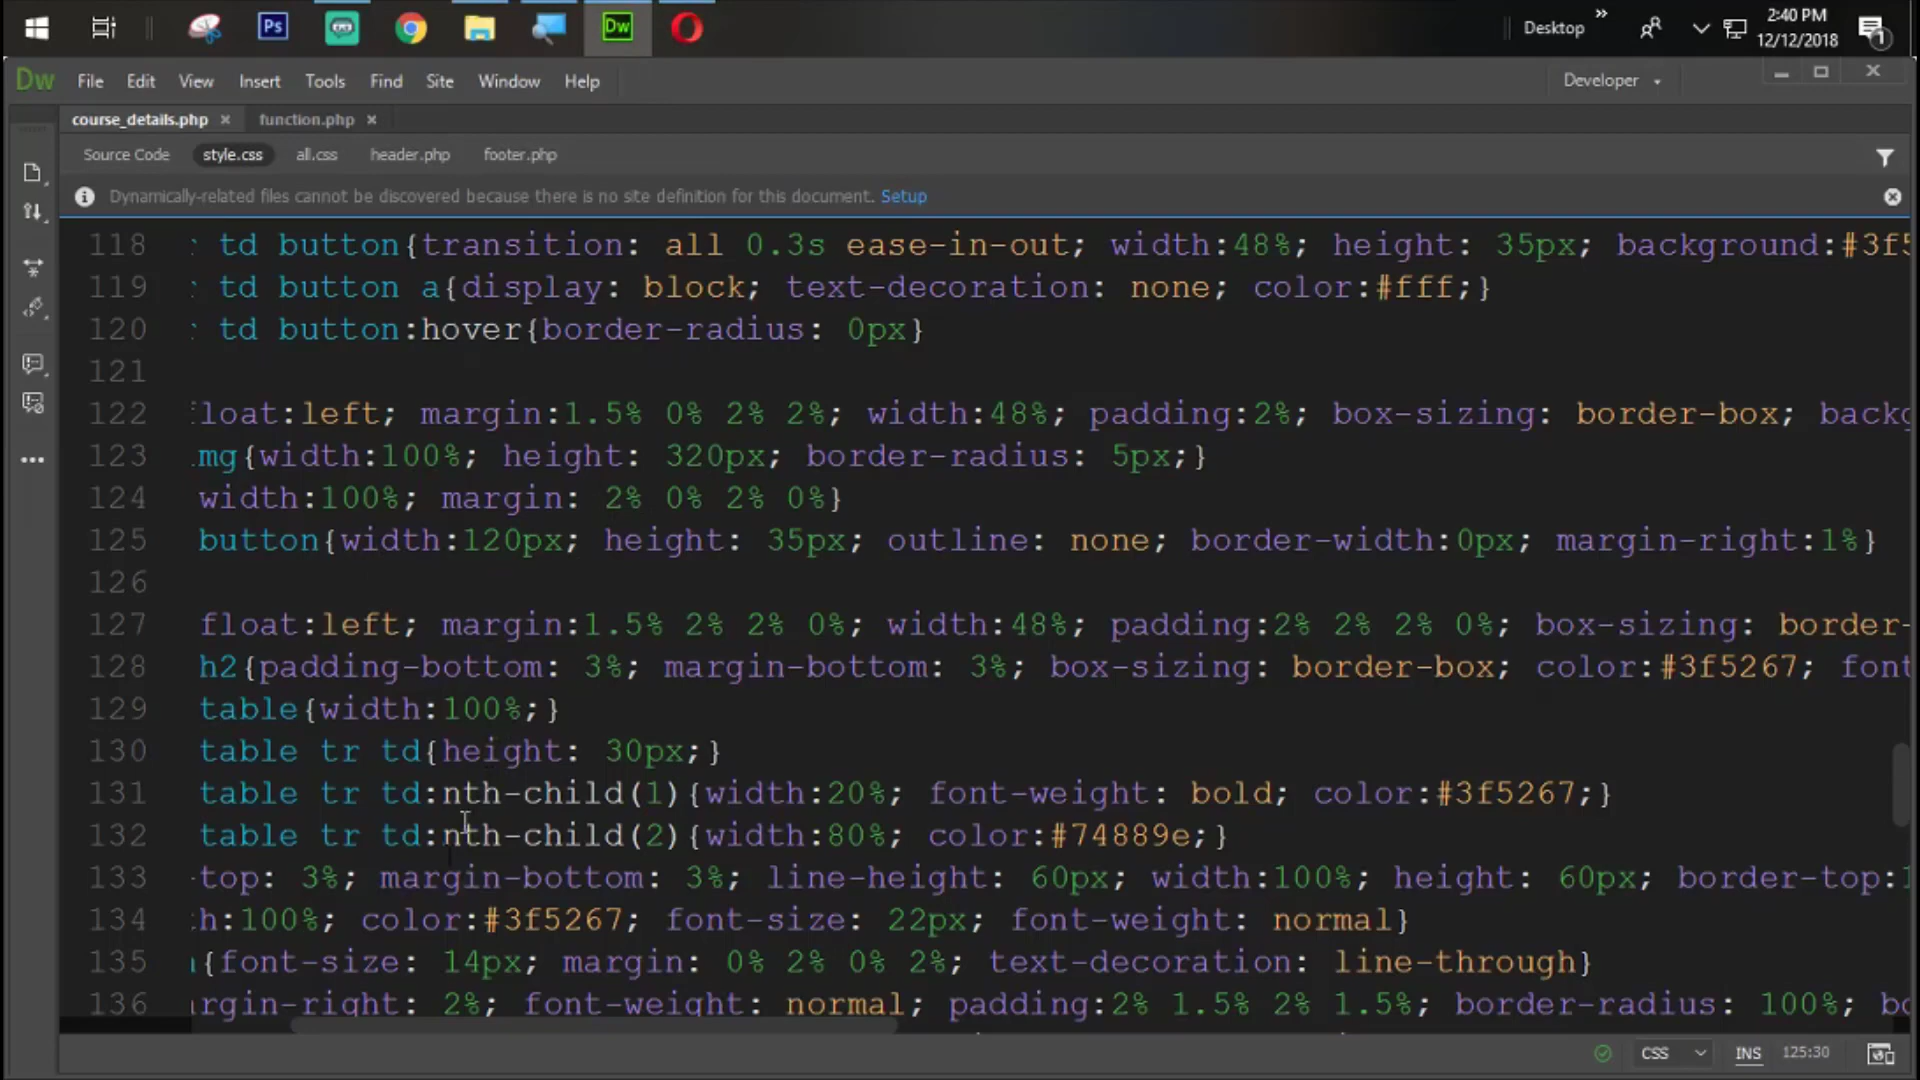 Ps
Dw
Desktop
»
2:40 PM
12/12/2018
1
Dw
File Edit View Insert Tools Find Site Window Help
Developer
course_details.php × function.php ×
Source Code style.css all.css header.php footer.php
Dynamically-related files cannot be discovered because there is no site definition for this document. Setup
118 td button{transition: all 0.3s ease-in-out; width:48%; height: 35px; background:#3f5
119 td button a{display: block; text-decoration: none; color:#fff;}
120 td button:hover{border-radius: 0px}
121
122 loat:left; margin:1.5% 0% 2% 2%; width:48%; padding:2%; box-sizing: border-box; backg
123 mg{width:100%; height: 320px; border-radius: 5px;}
124 width:100%; margin: 2% 0% 2% 0%}
125 button{width:120px; height: 35px; outline: none; border-width:0px; margin-right:1%}
126
127 float:left; margin:1.5% 2% 2% 0%; width:48%; padding:2% 2% 2% 0%; box-sizing: border-
128 h2{padding-bottom: 3%; margin-bottom: 3%; box-sizing: border-box; color:#3f5267; font
129 table{width:100%;}
130 table tr td{height: 30px;}
131 table tr td:nth-child(1){width:20%; font-weight: bold; color:#3f5267;}
132 table tr td:nth-child(2){width:80%; color:#74889e;}
133 -top: 3%; margin-bottom: 3%; line-height: 60px; width:100%; height: 60px; border-top:1
134 h:100%; color:#3f5267; font-size: 22px; font-weight: normal}
135 {font-size: 14px; margin: 0% 2% 0% 2%; text-decoration: line-through}
136 rgin-right: 2%; font-weight: normal; padding:2% 1.5% 2% 1.5%; border-radius: 100%; bo
CSS INS 125:30